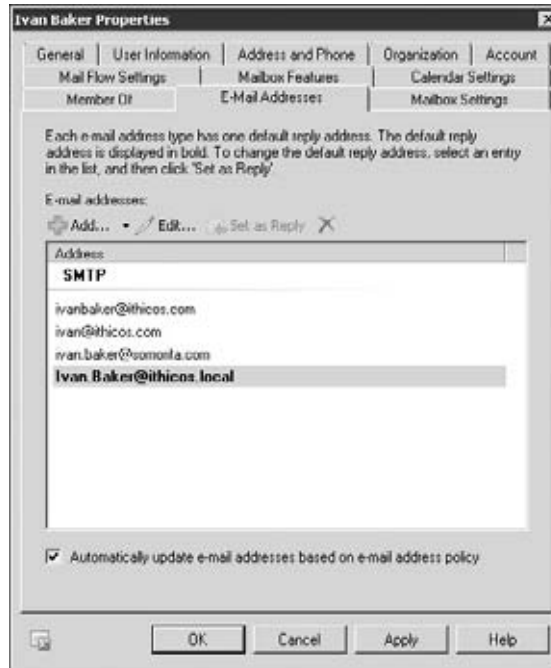 Ivan Baker Properties
General User Information Address and Phone Organization Account
Mail Flow Settings Mailbox Features Calendar Settings
Member Of E-Mail Addresses Mailbox Settings
Each e-mail address type has one default reply address. The default reply
address is displayed in bold. To change the default reply address, select an entry
in the list, and then click 'Set as Reply'
E-mail addresses:
Add... Edit... Set as Reply
Address
SMTP
ivanbaker@ithicos.com
ivan@ithicos.com
ivan.baker@somorita.com
Ivan.Baker@ithicos.local
Automatically update e-mail addresses based on e-mail address policy
OK Cancel Apply Help